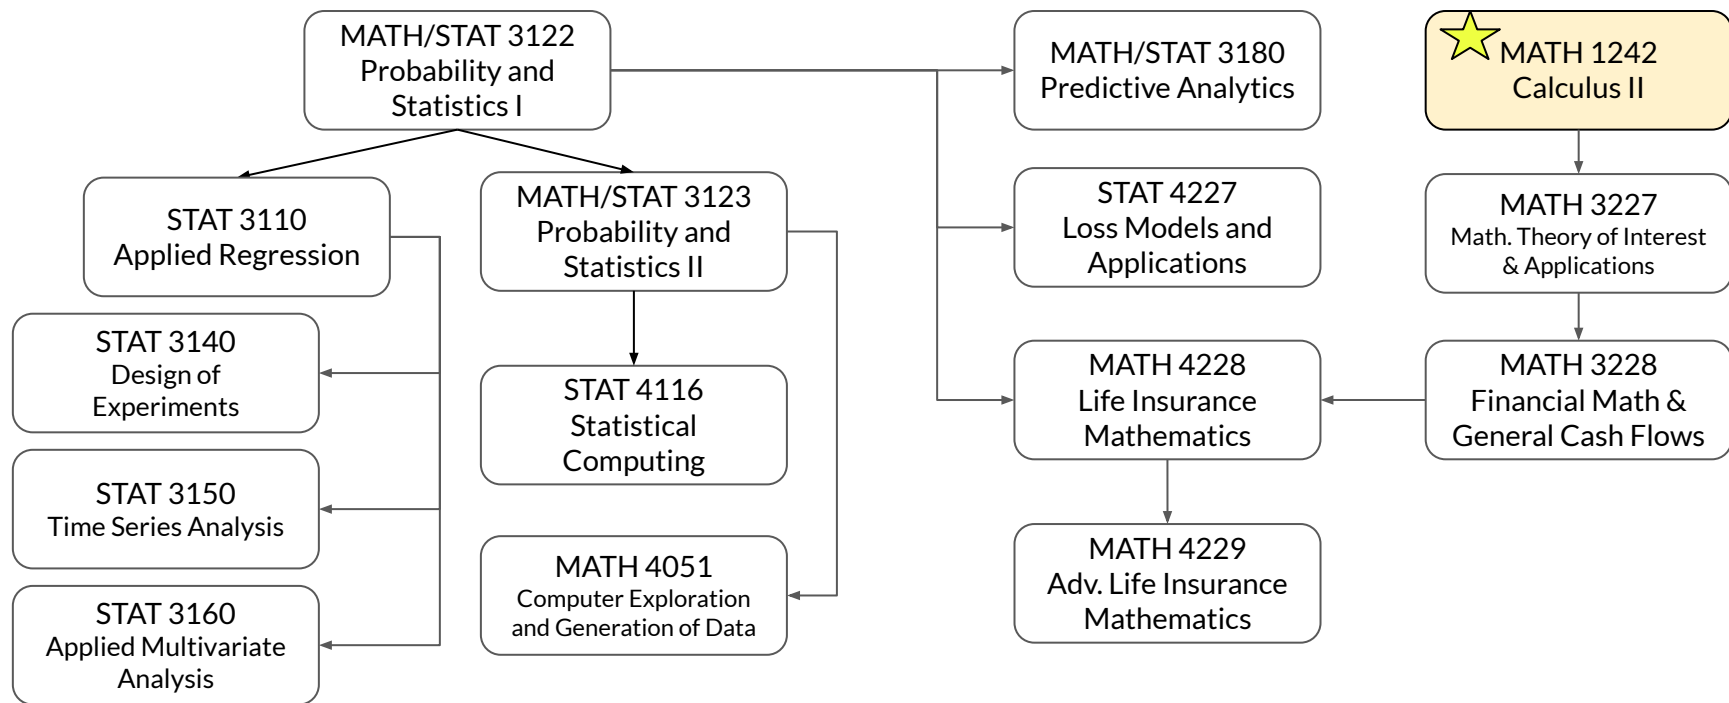 MATH/STAT 3122
Probability and
Statistics I
MATH/STAT 3180
Predictive Analytics
MATH 1242
Calculus II
STAT 3110
Applied Regression
MATH/STAT 3123
Probability and
Statistics II
STAT 4227
Loss Models and
Applications
MATH 3227
Math. Theory of Interest
& Applications
STAT 3140
Design of
Experiments
STAT 4116
Statistical
Computing
MATH 4228
Life Insurance
Mathematics
MATH 3228
Financial Math &
General Cash Flows
STAT 3150
Time Series Analysis
MATH 4051
Computer Exploration
and Generation of Data
MATH 4229
Adv. Life Insurance
Mathematics
STAT 3160
Applied Multivariate
Analysis